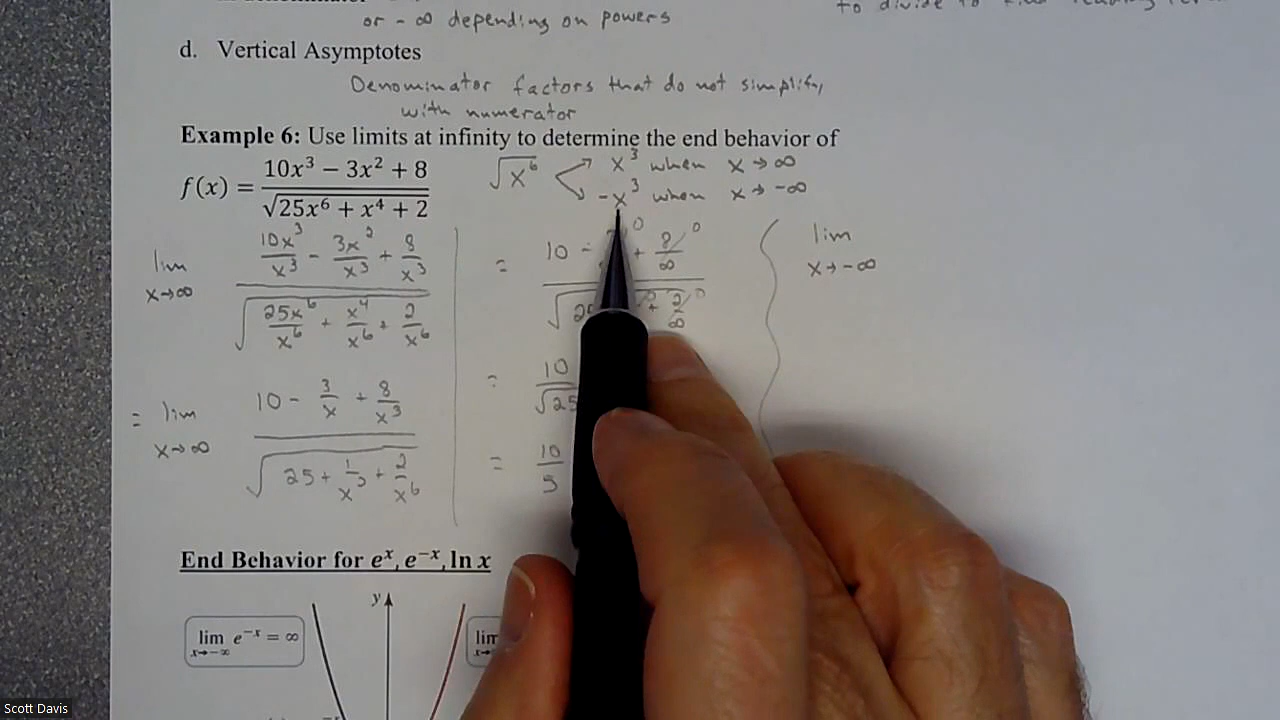 or - ∞ depending on powers
to divide to find leading
d. Vertical Asymptotes
Denominator factors that do not simplify
with numerator
Example 6: Use limits at infinity to determine the end behavior of
f(x) = (10x³ − 3x² + 8) / √(25x⁶ + x⁴ + 2)
√x⁶ x³ when x → ∞
-x³ when x → -∞
lim x→∞ (10x³/x³ - 3x²/x³ + 8/x³) / √(25x⁶/x⁶ + x⁴/x⁶ + 2/x⁶)
= lim x→∞ (10 - 3/x + 8/x³) / √(25 + 1/x² + 2/x⁶)
= 10 - + 8/∞ 0
√ + 2/∞ 0
= 10/√25
= 10/5
lim x→-∞
End Behavior for eˣ, e⁻ˣ, ln x
y
lim x→-∞ e⁻ˣ = ∞
lim
Scott Davis